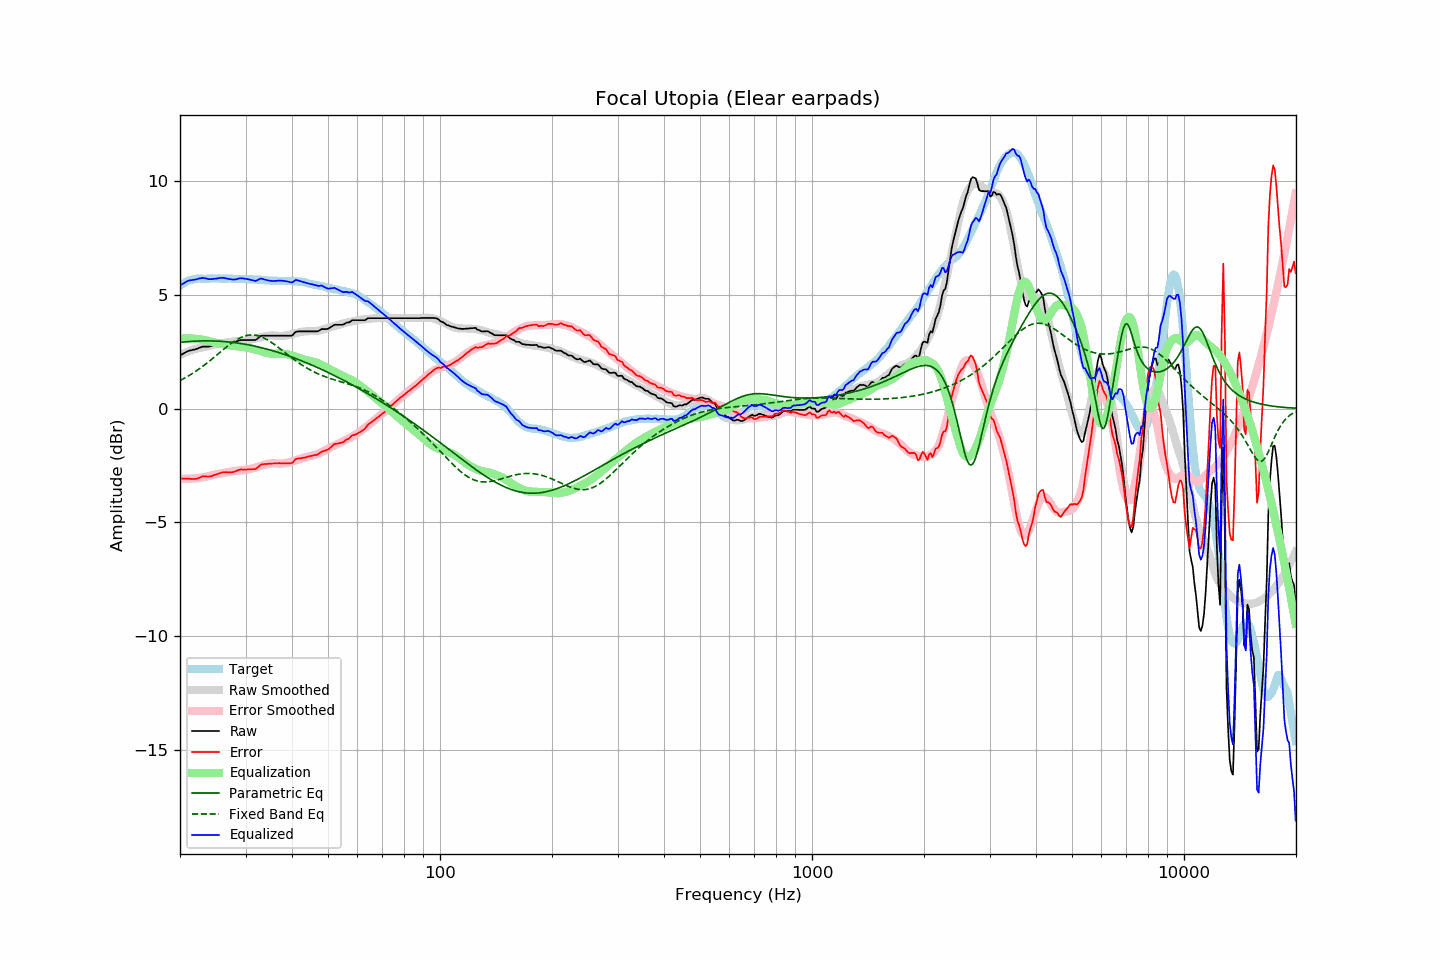 Focal Utopia (Elear earpads)
Amplitude (dBr)
10
5
0
−5
−10
−15
Target
Raw Smoothed
Error Smoothed
Raw
Error
Equalization
Parametric Eq
Fixed Band Eq
Equalized
100
1000
10000
Frequency (Hz)